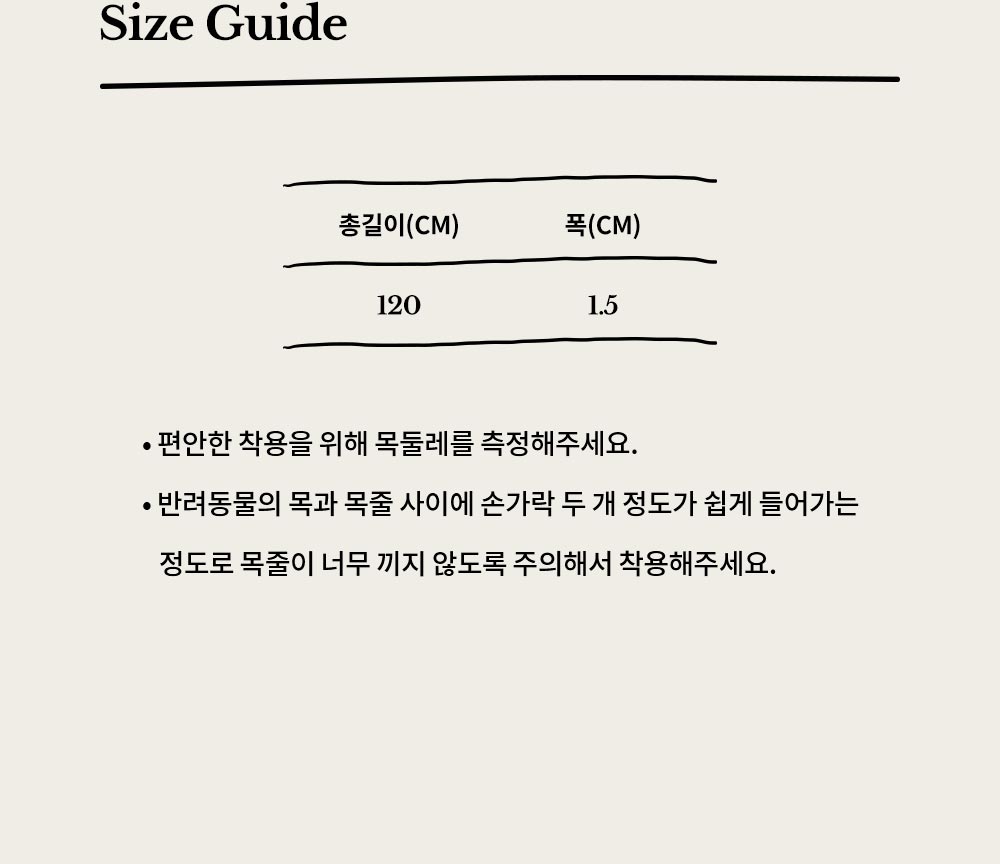 Size Guide
총길이(CM) 폭(CM)
120 1.5
• 편안한 착용을 위해 목둘레를 측정해주세요.
• 반려동물의 목과 목줄 사이에 손가락 두 개 정도가 쉽게 들어가는
정도로 목줄이 너무 끼지 않도록 주의해서 착용해주세요.